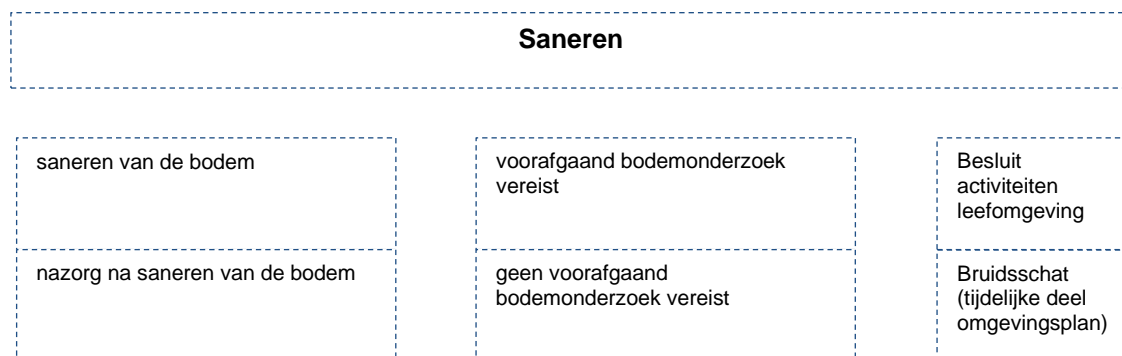 Saneren
saneren van de bodem
voorafgaand bodemonderzoek
vereist
Besluit
activiteiten
leefomgeving
nazorg na saneren van de bodem
geen voorafgaand
bodemonderzoek vereist
Bruidsschat
(tijdelijke deel
omgevingsplan)